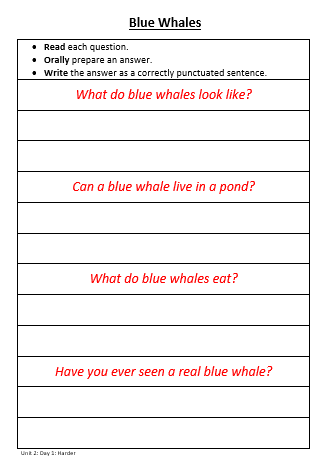 Blue Whales
• Read each question.
• Orally prepare an answer.
• Write the answer as a correctly punctuated sentence.
What do blue whales look like?
Can a blue whale live in a pond?
What do blue whales eat?
Have you ever seen a real blue whale?
Unit 2: Day 1: Harder